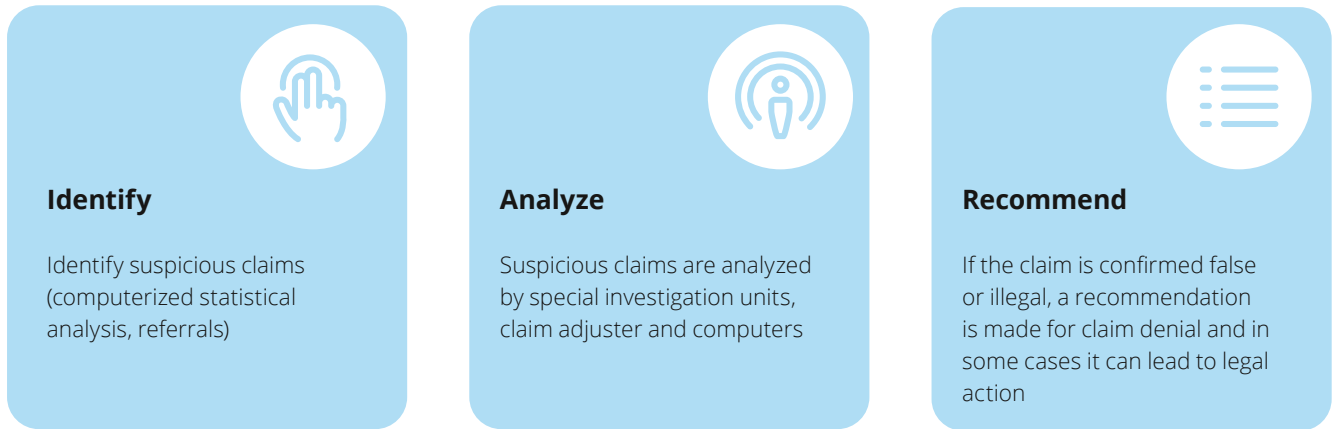 Identify
Identify suspicious claims
(computerized statistical
analysis, referrals)
Analyze
Suspicious claims are analyzed
by special investigation units,
claim adjuster and computers
Recommend
If the claim is confirmed false
or illegal, a recommendation
is made for claim denial and in
some cases it can lead to legal
action